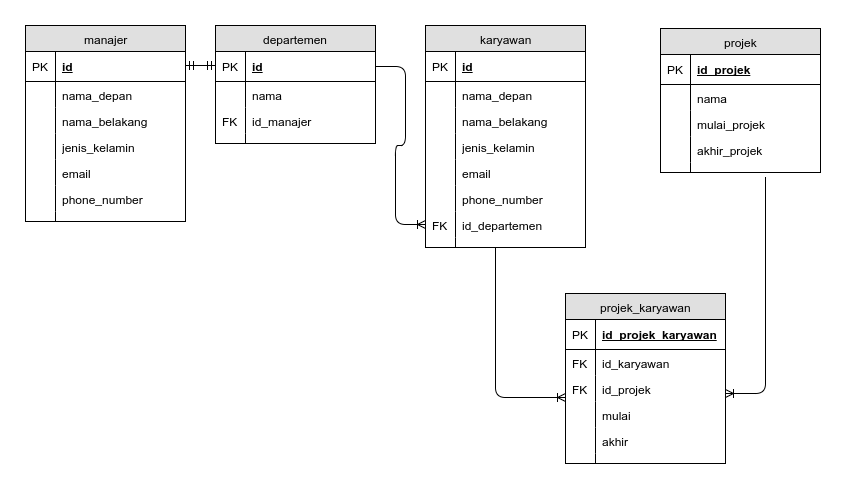 manajer
PK id
nama_depan
nama_belakang
jenis_kelamin
email
phone_number
departemen
PK id
nama
FK id_manajer
karyawan
PK id
nama_depan
nama_belakang
jenis_kelamin
email
phone_number
FK id_departemen
projek
PK id_projek
nama
mulai_projek
akhir_projek
projek_karyawan
PK id_projek_karyawan
FK id_karyawan
FK id_projek
mulai
akhir